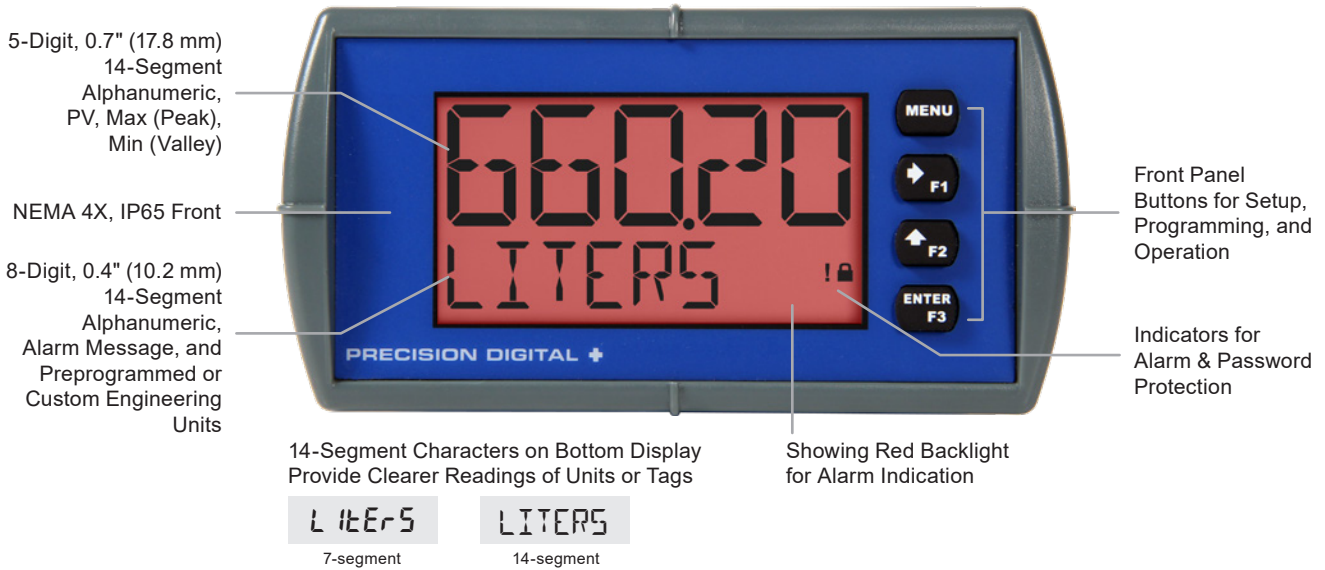 5-Digit, 0.7" (17.8 mm)
14-Segment
Alphanumeric,
PV, Max (Peak),
Min (Valley)
NEMA 4X, IP65 Front
8-Digit, 0.4" (10.2 mm)
14-Segment
Alphanumeric,
Alarm Message, and
Preprogrammed or
Custom Engineering
Units
660.20
LITERS
!
PRECISION DIGITAL
MENU
F1
F2
ENTER
F3
Front Panel
Buttons for Setup,
Programming, and
Operation
Indicators for
Alarm & Password
Protection
14-Segment Characters on Bottom Display
Provide Clearer Readings of Units or Tags
Showing Red Backlight
for Alarm Indication
LItErS
7-segment
LITERS
14-segment